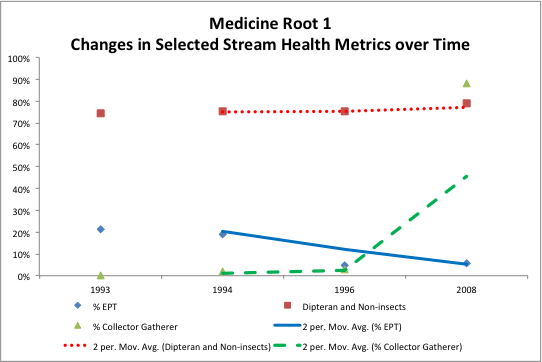 Medicine Root 1
Changes in Selected Stream Health Metrics over Time
100%
90%
80%
70%
60%
50%
40%
30%
20%
10%
0%
1993 1994 1996 2008
% EPT Dipteran and Non-insects
% Collector Gatherer 2 per. Mov. Avg. (% EPT)
2 per. Mov. Avg. (Dipteran and Non-insects) 2 per. Mov. Avg. (% Collector Gatherer)